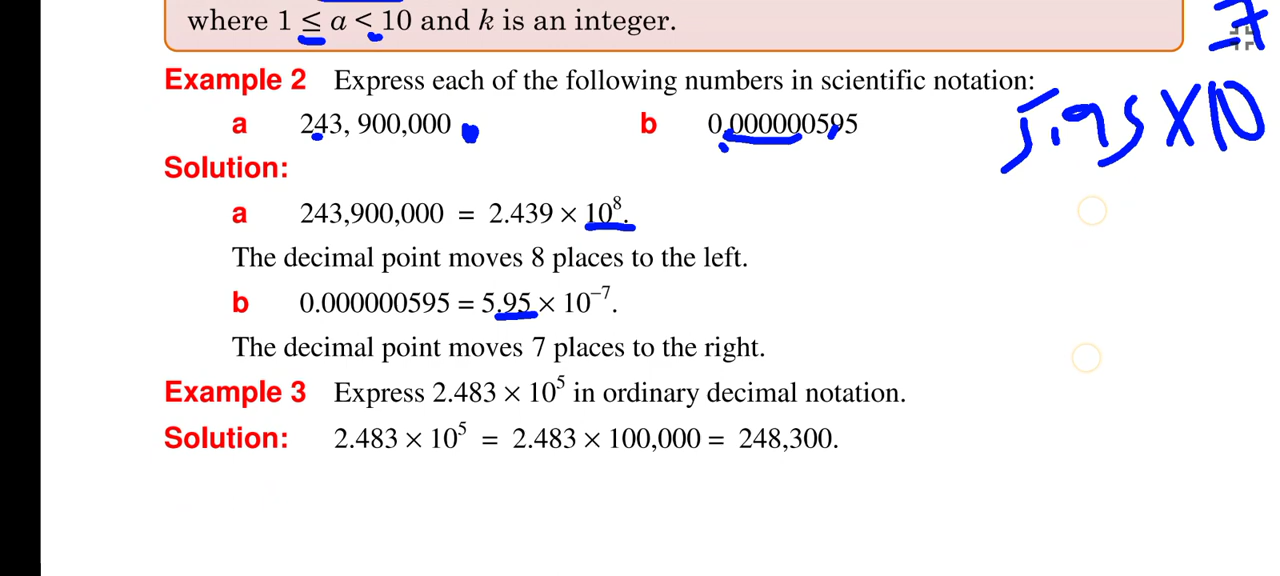 where 1 ≤ a < 10 and k is an integer.
-7
Example 2 Express each of the following numbers in scientific notation:
a 243, 900,000 b 0.000000595
5.95 × 10
Solution:
a 243,900,000 = 2.439 × 10⁸.
The decimal point moves 8 places to the left.
b 0.000000595 = 5.95 × 10⁻⁷.
The decimal point moves 7 places to the right.
Example 3 Express 2.483 × 10⁵ in ordinary decimal notation.
Solution: 2.483 × 10⁵ = 2.483 × 100,000 = 248,300.